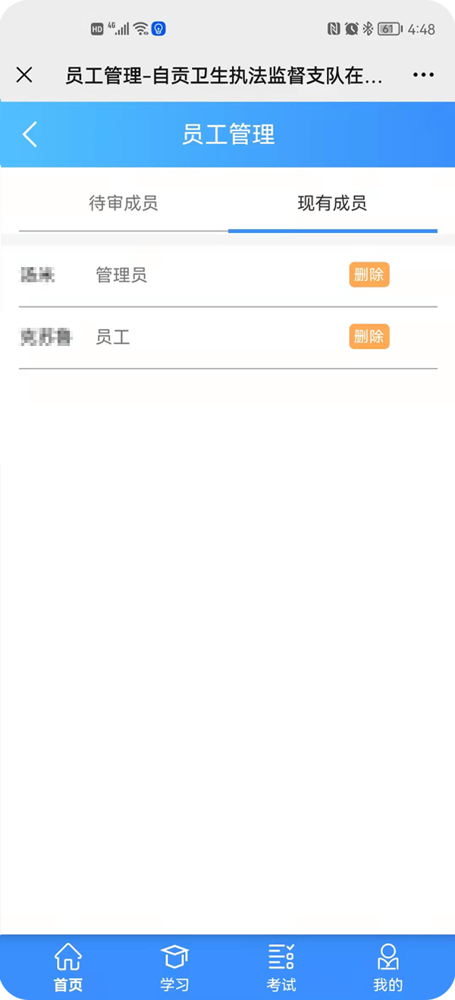 HD 4G 61 4:48
员工管理-自贡卫生执法监督支队在...
员工管理
待审成员 现有成员
管理员 删除
员工 删除
首页 学习 考试 我的